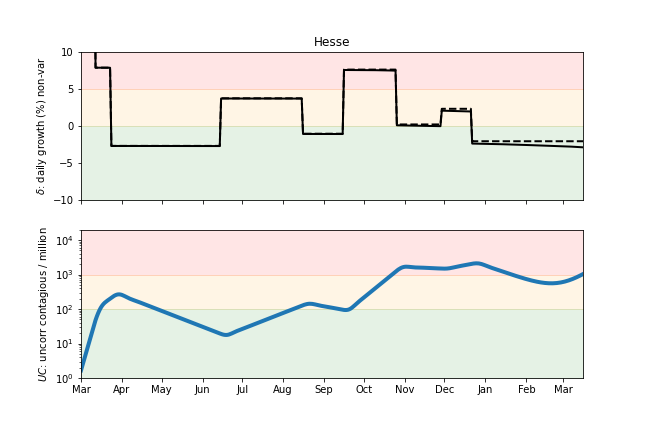 Hesse
δ: daily growth (%) non-var
10
5
0
−5
−10
UC: uncorr contagious / million
10⁴
10³
10²
10¹
10⁰
Mar Apr May Jun Jul Aug Sep Oct Nov Dec Jan Feb Mar